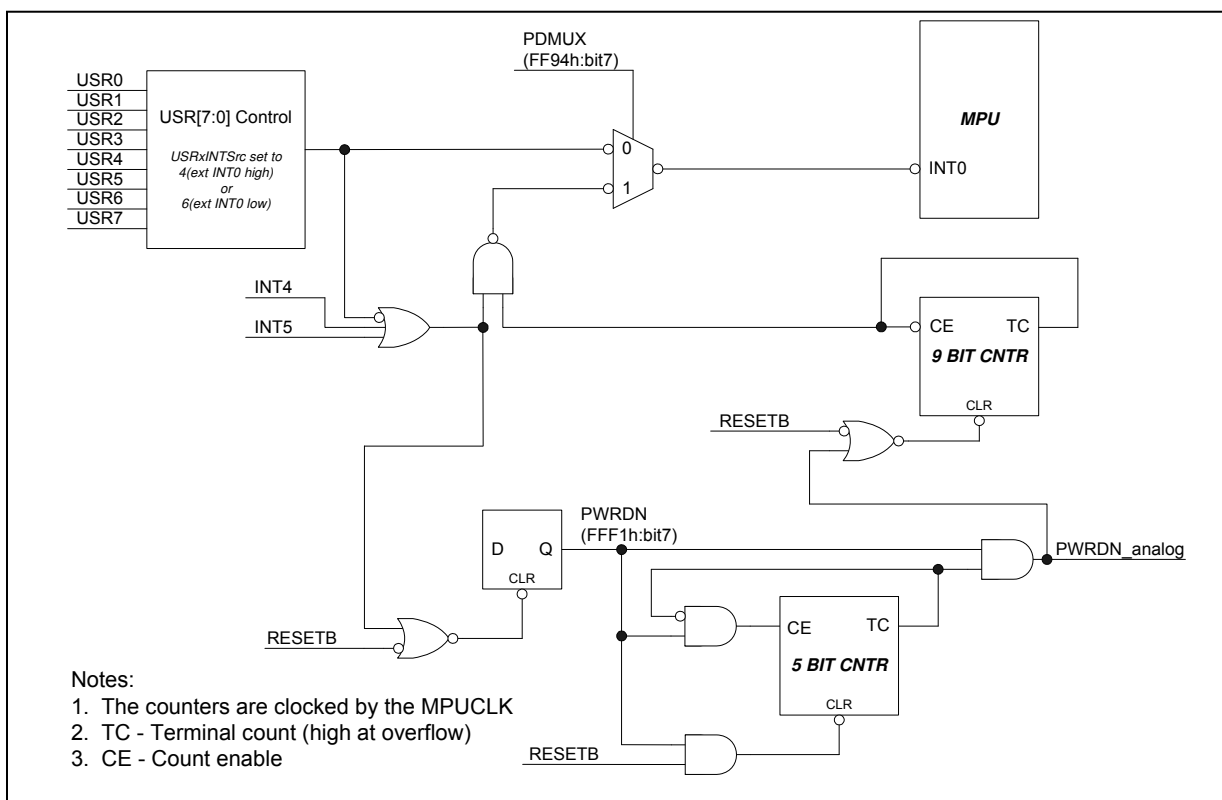 PDMUX
(FF94h:bit7)
USR0
USR1
USR2
USR3
USR4
USR5
USR6
USR7
USR[7:0] Control
USRxINTSrc set to
4(ext INT0 high)
or
6(ext INT0 low)
0
1
MPU
INT0
INT4
INT5
CE
TC
9 BIT CNTR
CLR
RESETB
PWRDN
(FFF1h:bit7)
D
Q
CLR
PWRDN_analog
RESETB
CE
TC
5 BIT CNTR
CLR
RESETB
Notes:
1. The counters are clocked by the MPUCLK
2. TC - Terminal count (high at overflow)
3. CE - Count enable